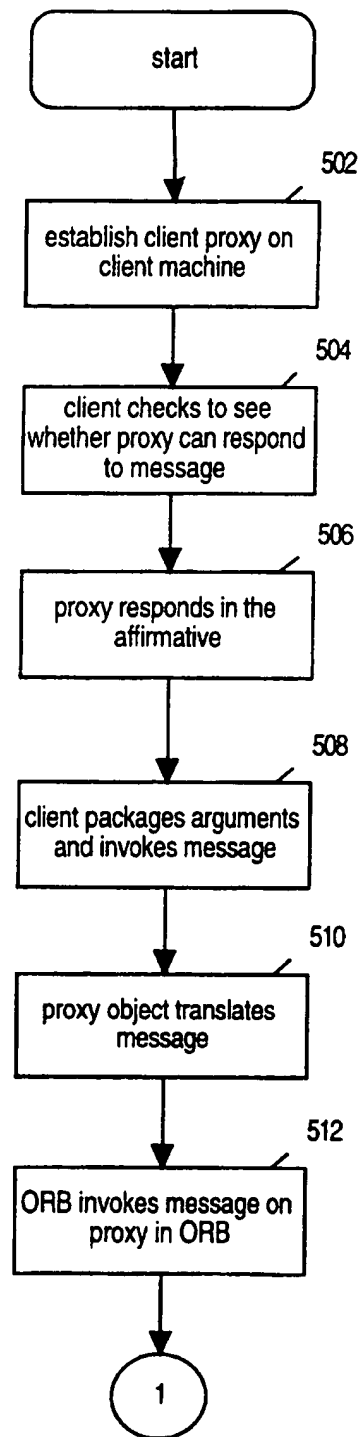 start
502
establish client proxy on
client machine
504
client checks to see
whether proxy can respond
to message
506
proxy responds in the
affirmative
508
client packages arguments
and invokes message
510
proxy object translates
message
512
ORB invokes message on
proxy in ORB
1